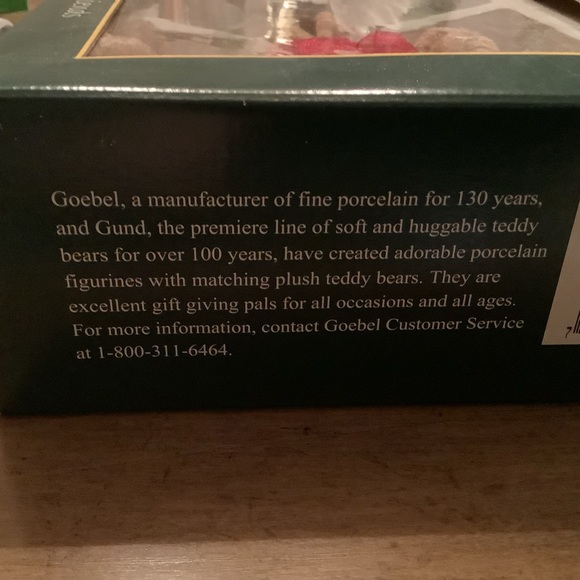 iends
Goebel, a manufacturer of fine porcelain for 130 years,
and Gund, the premiere line of soft and huggable teddy
bears for over 100 years, have created adorable porcelain
figurines with matching plush teddy bears. They are
excellent gift giving pals for all occasions and all ages.
For more information, contact Goebel Customer Service
at 1-800-311-6464.
7